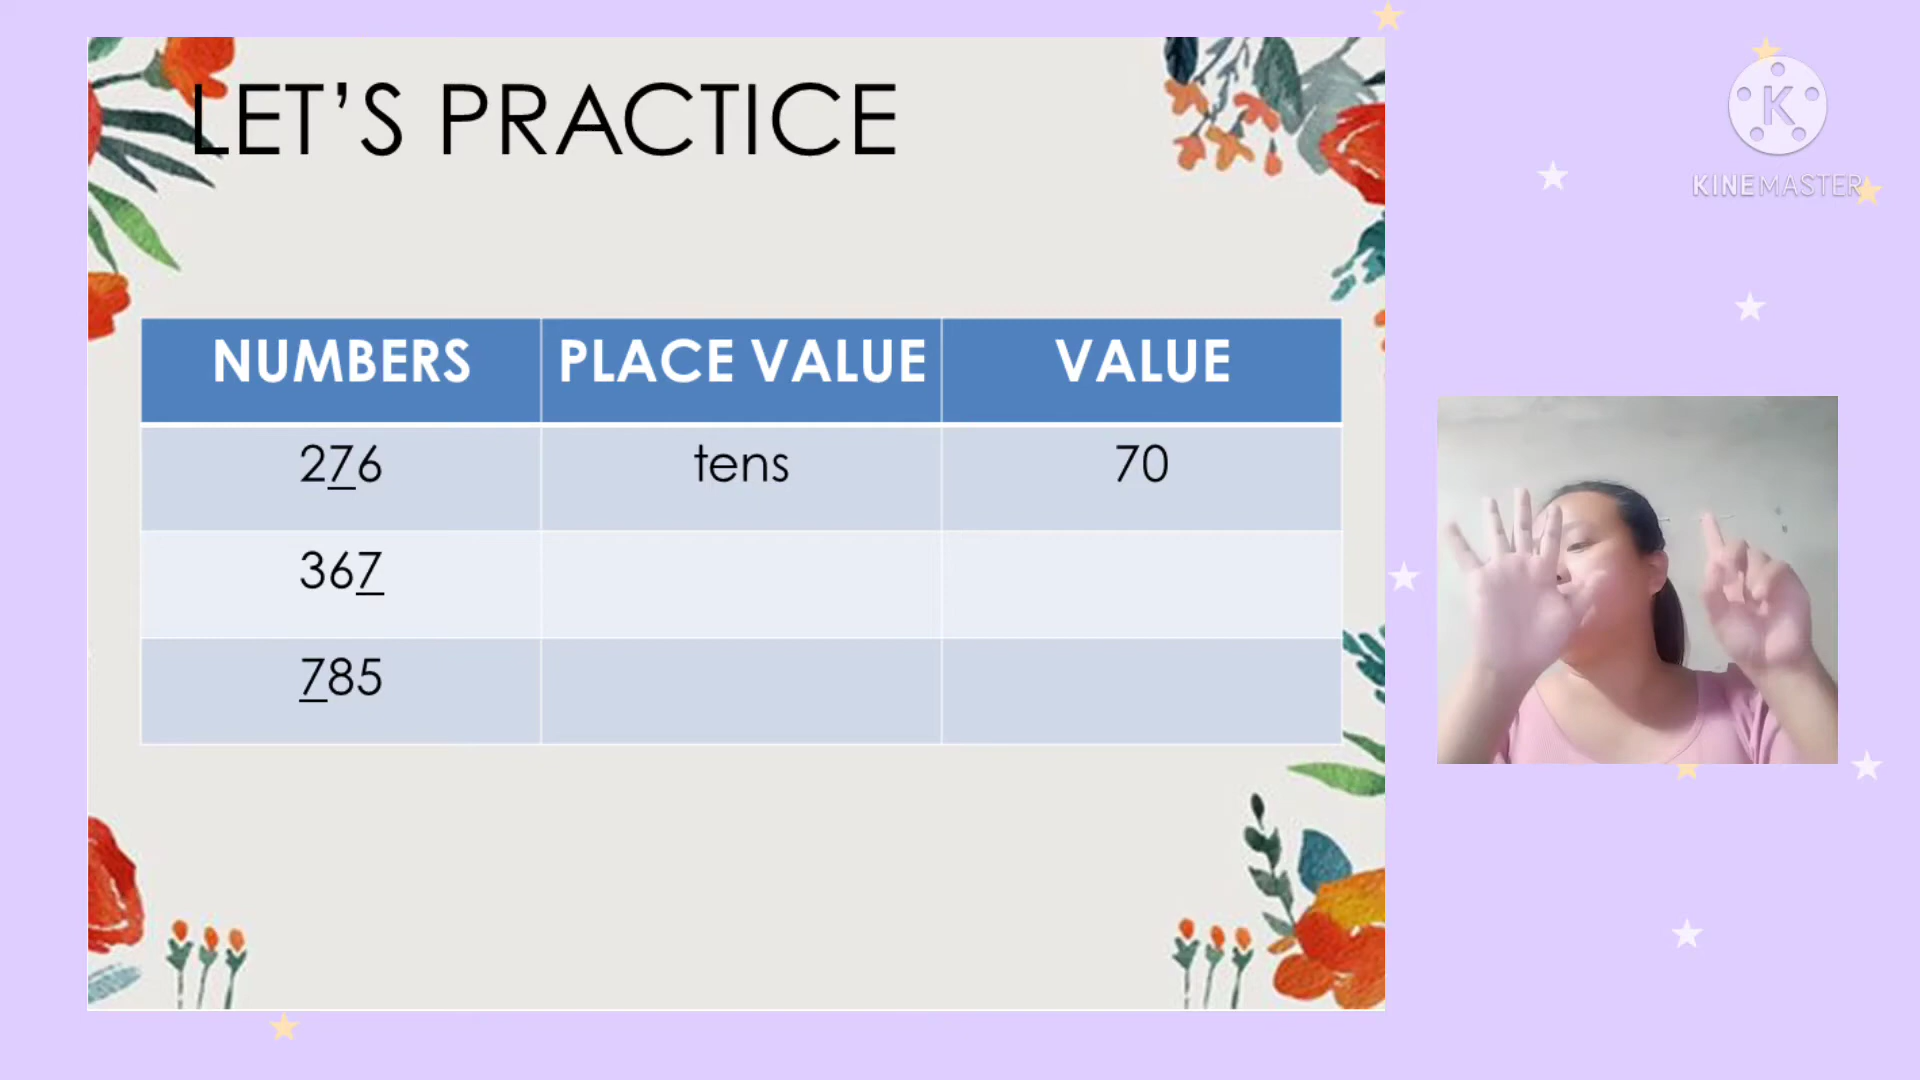 LET'S PRACTICE
KINEMASTER
NUMBERS PLACE VALUE VALUE
276 tens 70
367
785